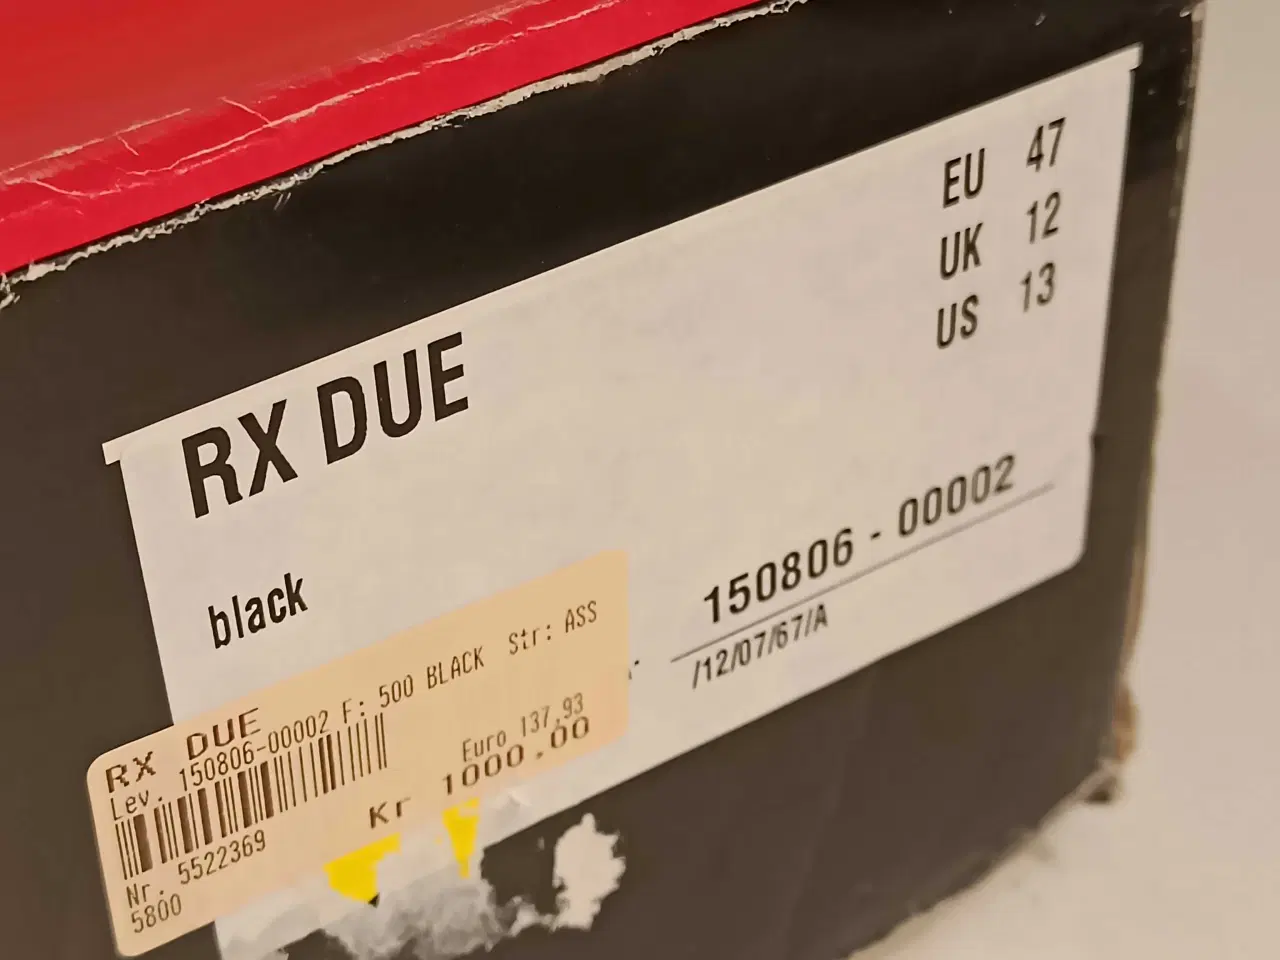 EU 47
UK 12
US 13
RX DUE
black
150806 - 00002
/12/07/67/A
RX DUE
Lev. 150806-00002 F: 500 BLACK Str: ASS
Euro 137,93
Kr 1000.00
Nr. 5522369
5800